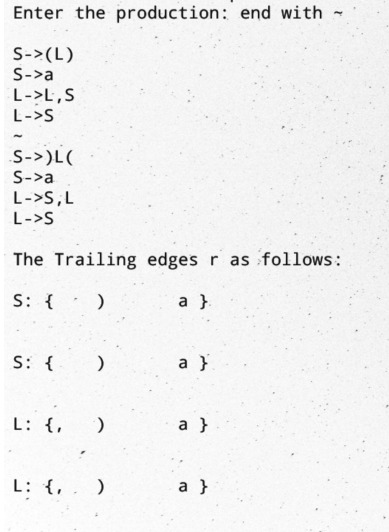 Enter the production: end with ~
S->(L)
S->a
L->L,S
L->S
~
S->)L(
S->a
L->S,L
L->S
The Trailing edges r as follows:
S: { ) a }
S: { ) a }
L: {, ) a }
L: {, ) a }